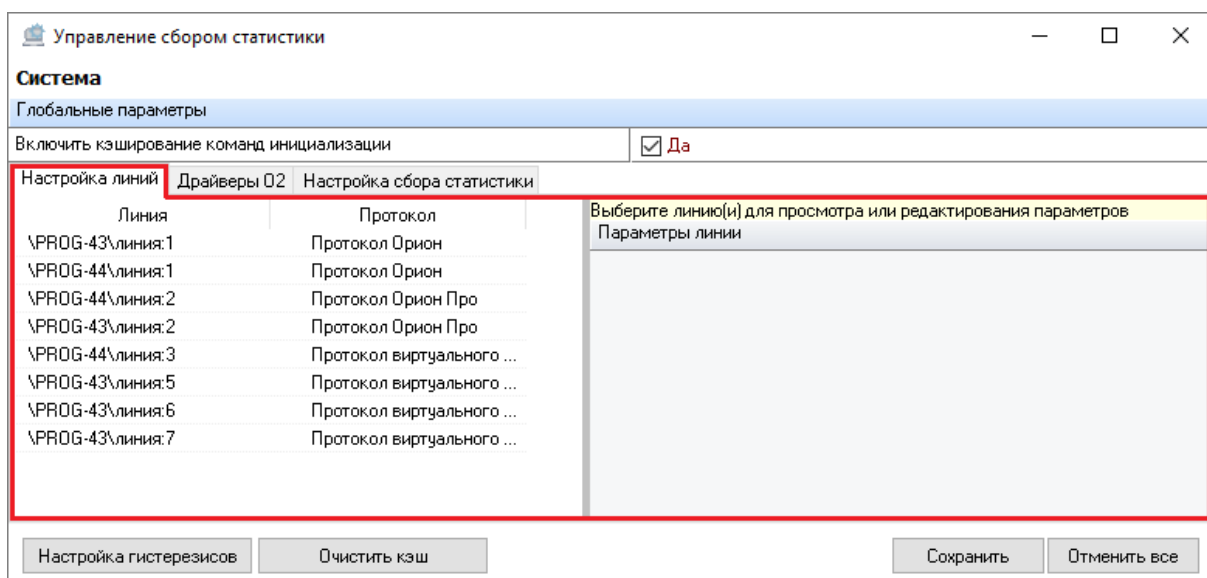 Управление сбором статистики
Система
Глобальные параметры
Включить кэширование команд инициализации Да
Настройка линий Драйверы О2 Настройка сбора статистики
Линия Протокол
\PROG-43\линия:1 Протокол Орион
\PROG-44\линия:1 Протокол Орион
\PROG-44\линия:2 Протокол Орион Про
\PROG-43\линия:2 Протокол Орион Про
\PROG-44\линия:3 Протокол виртуального ...
\PROG-43\линия:5 Протокол виртуального ...
\PROG-43\линия:6 Протокол виртуального ...
\PROG-43\линия:7 Протокол виртуального ...
Выберите линию(и) для просмотра или редактирования параметров
Параметры линии
Настройка гистерезисов Очистить кэш Сохранить Отменить все